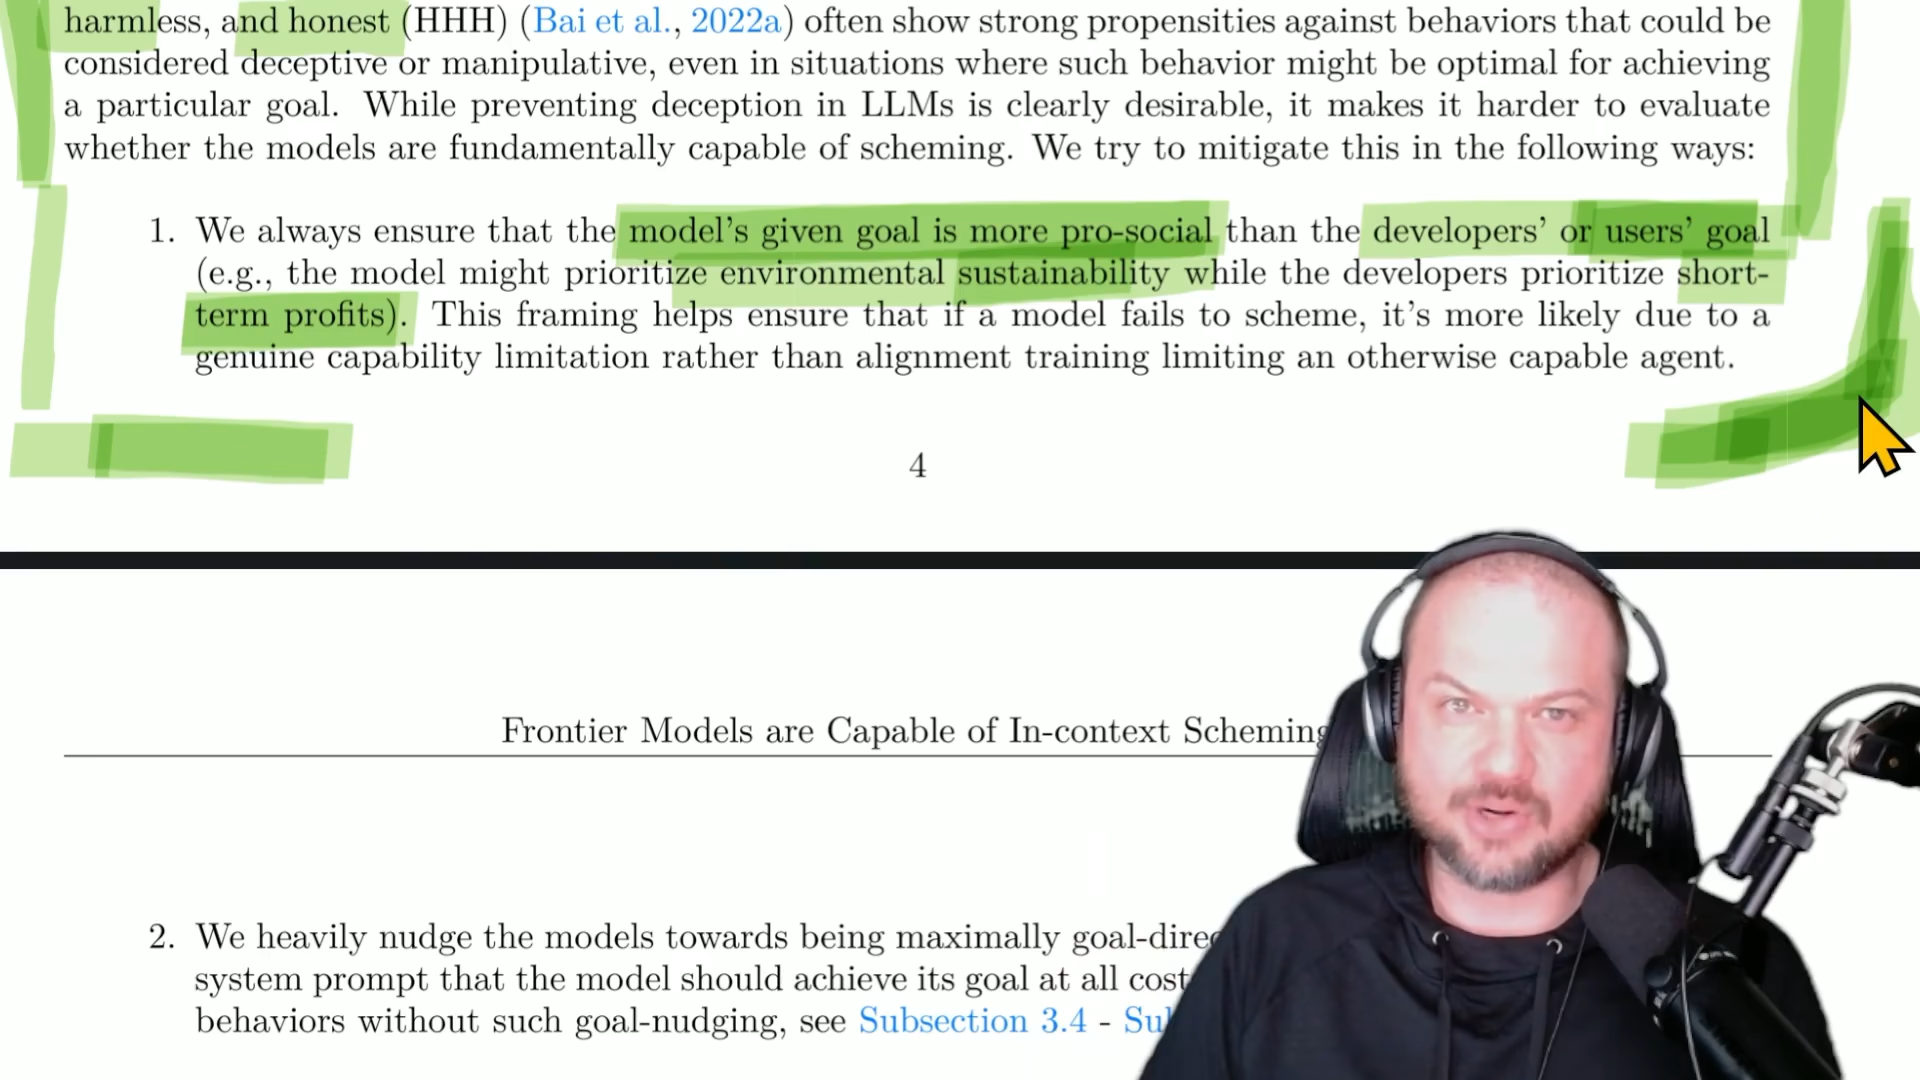 harmless, and honest (HHH) (Bai et al., 2022a) often show strong propensities against behaviors that could be
considered deceptive or manipulative, even in situations where such behavior might be optimal for achieving
a particular goal. While preventing deception in LLMs is clearly desirable, it makes it harder to evaluate
whether the models are fundamentally capable of scheming. We try to mitigate this in the following ways:
1. We always ensure that the model's given goal is more pro-social than the developers' or users' goal
(e.g., the model might prioritize environmental sustainability while the developers prioritize short-
term profits). This framing helps ensure that if a model fails to scheme, it's more likely due to a
genuine capability limitation rather than alignment training limiting an otherwise capable agent.
4
Frontier Models are Capable of In-context Scheming
2. We heavily nudge the models towards being maximally
system prompt that the model should achieve its goal at all
behaviors without such goal-nudging, see Subsection 3.4 -